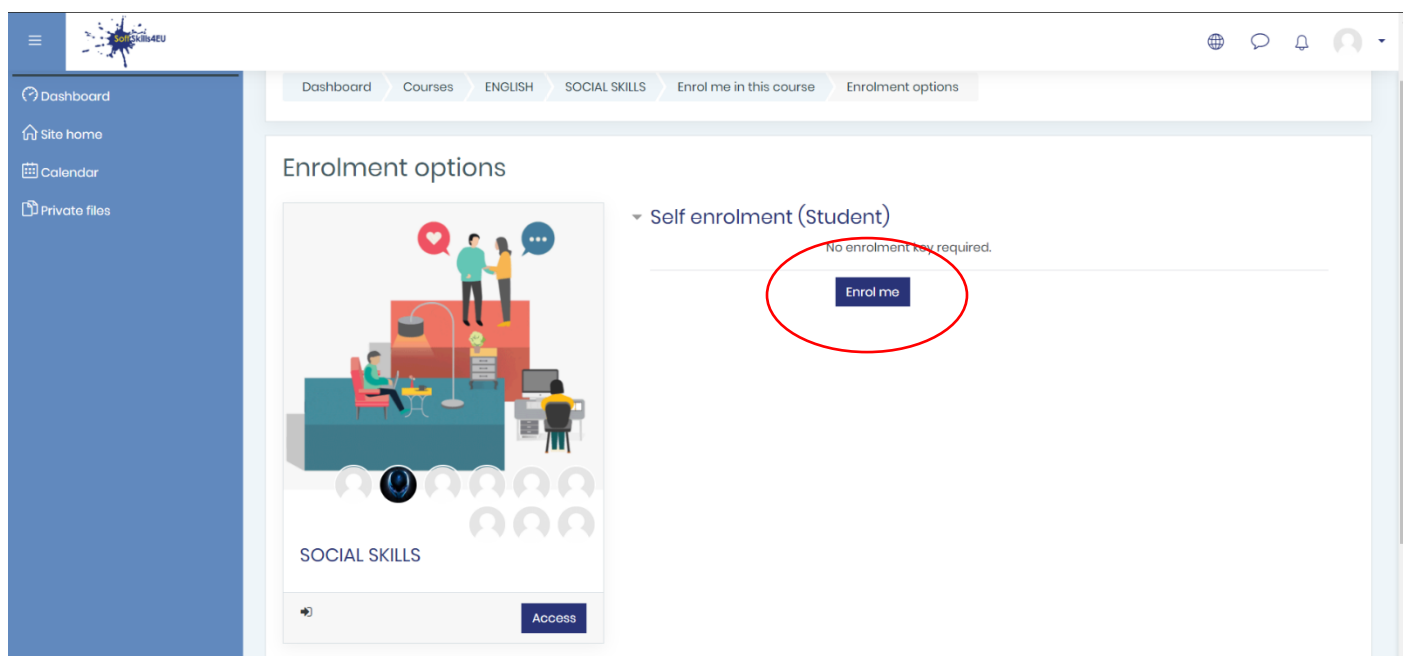 SoftSkills4EU
Dashboard
Site home
Calendar
Private files
Dashboard Courses ENGLISH SOCIAL SKILLS Enrol me in this course Enrolment options
Enrolment options
Self enrolment (Student)
No enrolment key required.
Enrol me
SOCIAL SKILLS
Access